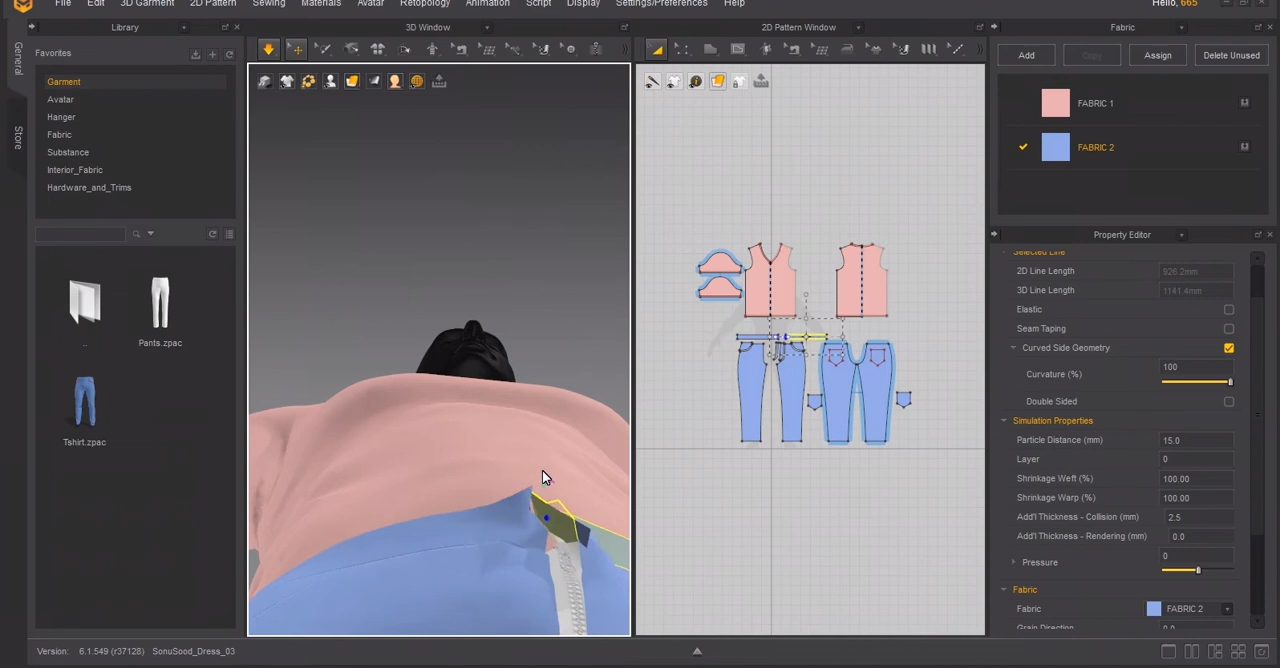 File Edit 3D Garment 2D Pattern Sewing Materials Avatar Retopology Animation Script Display Settings/Preferences Help Hello, 665
Library 3D Window 2D Pattern Window Fabric
General
Store
Favorites
Garment
Avatar
Hanger
Fabric
Substance
Interior_Fabric
Hardware_and_Trims
..
Pants.zpac
Tshirt.zpac
Add Copy Assign Delete Unused
FABRIC 1
FABRIC 2
Property Editor
Selected Line
2D Line Length 926.2mm
3D Line Length 1141.4mm
Elastic
Seam Taping
Curved Side Geometry
Curvature (%) 100
Double Sided
Simulation Properties
Particle Distance (mm) 15.0
Layer 0
Shrinkage Weft (%) 100.00
Shrinkage Warp (%) 100.00
Add'l Thickness - Collision (mm) 2.5
Add'l Thickness - Rendering (mm) 0.0
Pressure 0
Fabric
Fabric FABRIC 2
Grain Direction 0.0
Version: 6.1.549 (r37128) SonuSood_Dress_03